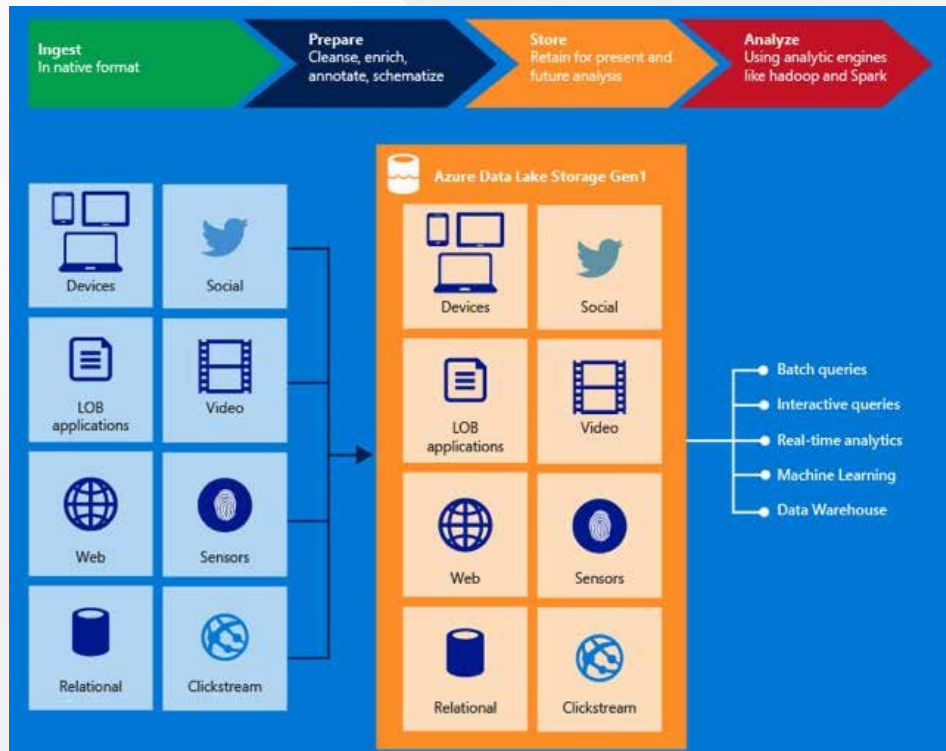 Ingest
In native format
Prepare
Cleanse, enrich,
annotate, schematize
Store
Retain for present and
future analysis
Analyze
Using analytic engines
like hadoop and Spark
Azure Data Lake Storage Gen1
Devices
Social
LOB
applications
Video
Web
Sensors
Relational
Clickstream
Devices
Social
LOB
applications
Video
Web
Sensors
Relational
Clickstream
Batch queries
Interactive queries
Real-time analytics
Machine Learning
Data Warehouse